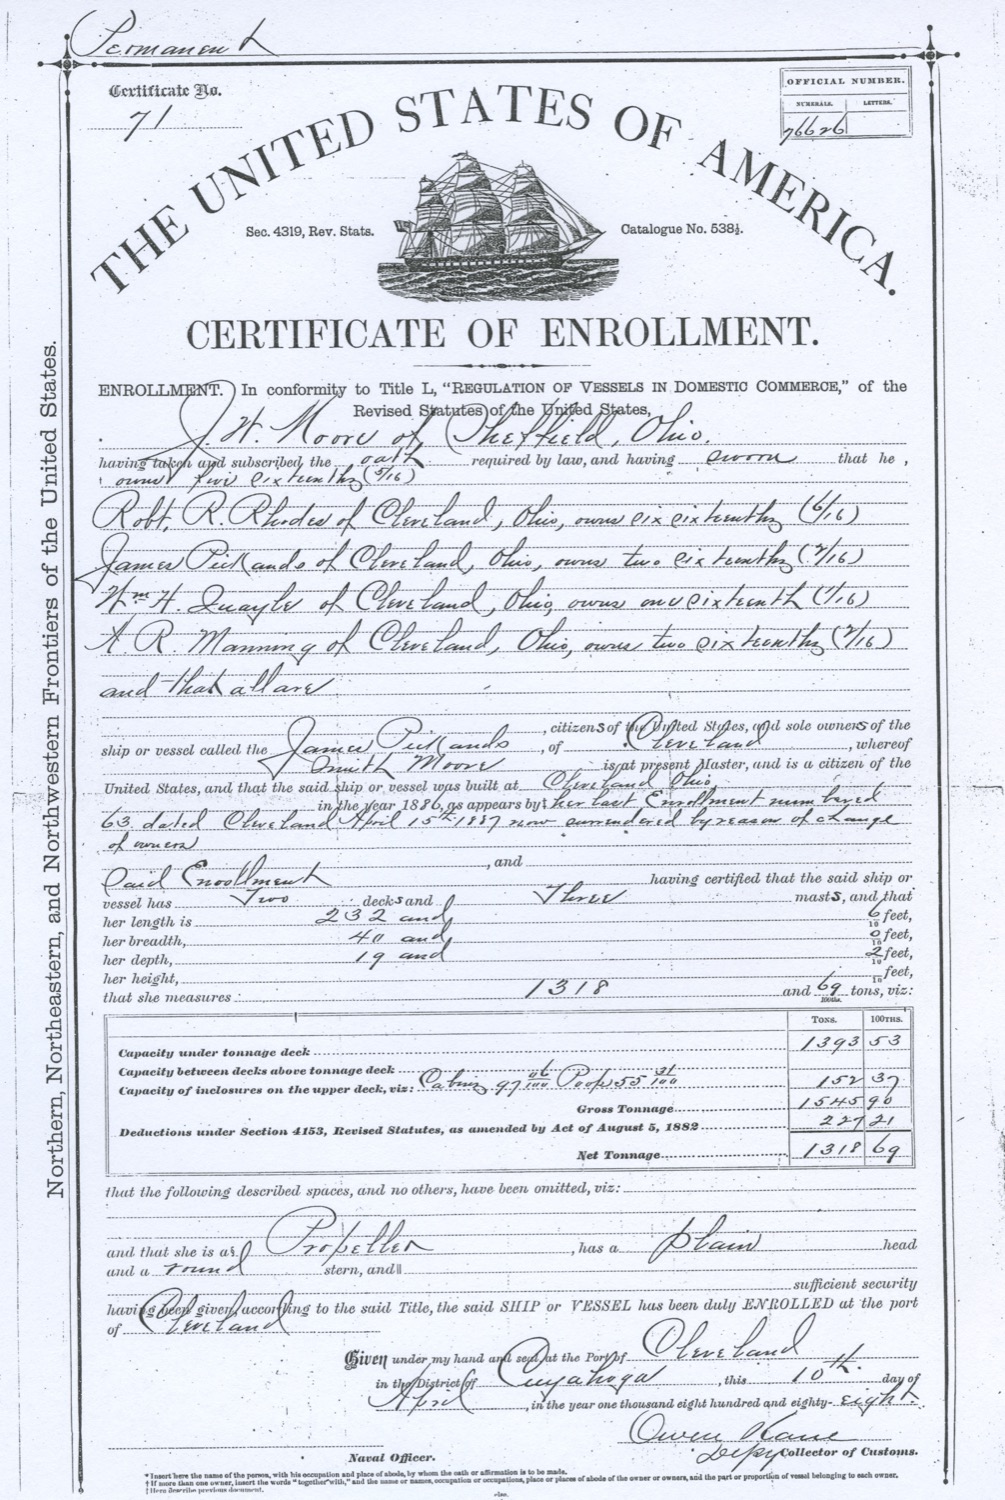 Permanent
Certificate No.
71
OFFICIAL NUMBER.
NUMERALS. LETTERS.
76626
THE UNITED STATES OF AMERICA.
Sec. 4319, Rev. Stats.
Catalogue No. 538½.
CERTIFICATE OF ENROLLMENT.
ENROLLMENT. In conformity to Title L, “REGULATION OF VESSELS IN DOMESTIC COMMERCE,” of the
Revised Statutes of the United States,
J. W. Moore of Sheffield, Ohio.
having taken and subscribed the oath required by law, and having sworn that he,
owns five sixteenths (5/16)
Robt, R. Rhodes of Cleveland, Ohio, owns six sixteenths (6/16)
James Pickands of Cleveland, Ohio, owns two sixteenths (2/16)
Wm H. Quayle of Cleveland, Ohio, owns one sixteenth (1/16)
A R. Manning of Cleveland, Ohio, owns two sixteenths (2/16)
and that all are
, citizens of the United States, and sole owners of the
ship or vessel called the James Pickands , of Cleveland , whereof
Smith Moore is at present Master, and is a citizen of the
United States, and that the said ship or vessel was built at Cleveland Ohio
in the year 1886, as appears by her last Enrollment numbered
63 dated Cleveland April 15th 1887 now surrendered by reason of change
of owners
, and
Said Enrollment having certified that the said ship or
vessel has Two decks and Three masts, and that
her length is 232 and 6/10 feet,
her breadth, 40 and 0/10 feet,
her depth, 19 and 2/10 feet,
her height, /10 feet,
that she measures 1318 and 69/100ths. tons, viz:
TONS. 100THS.
Capacity under tonnage deck 1393 53
Capacity between decks above tonnage deck
Capacity of inclosures on the upper deck, viz: Cabins 97 06/100 Poop 55 31/100 152 37
Gross Tonnage 1545 90
Deductions under Section 4153, Revised Statutes, as amended by Act of August 5, 1882 227 21
Net Tonnage 1318 69
that the following described spaces, and no others, have been omitted, viz:
and that she is a Propeller , has a plain head
and a round stern, and
sufficient security
having been given, according to the said Title, the said SHIP or VESSEL has been duly ENROLLED at the port
of Cleveland
Given under my hand and seal, at the Port of Cleveland
in the District of Cuyahoga , this 10th. day of
April , in the year one thousand eight hundred and eighty-eight.
Owen Kane
Depy Collector of Customs.
Naval Officer.
* Insert here the name of the person, with his occupation and place of abode, by whom the oath or affirmation is to be made.
† If more than one owner, insert the words “together with,” and the name or names, occupation or occupations, place or places of abode of the owner or owners, and the part or proportion of vessel belonging to each owner.
‡ Here describe previous document.
Northern, Northeastern, and Northwestern Frontiers of the United States.